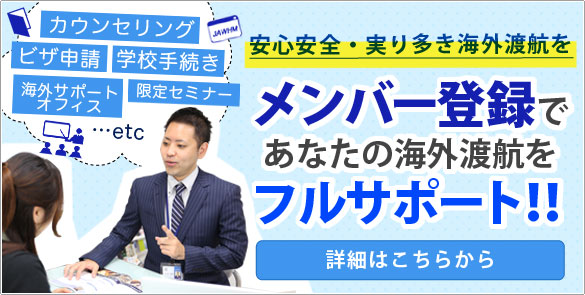 カウンセリング
JAWHM
ビザ申請
学校手続き
海外サポート
オフィス
限定セミナー
…etc
安心安全・実り多き海外渡航を
メンバー登録で
あなたの海外渡航を
フルサポート!!
詳細はこちらから